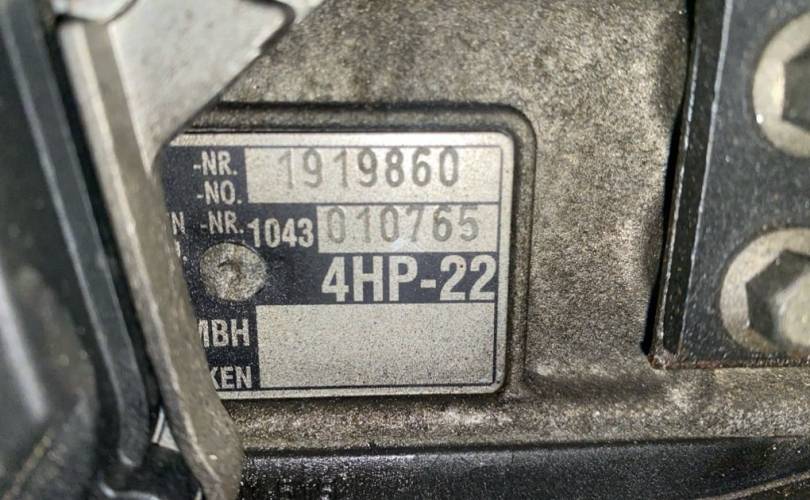 -NR. 1919860
-NO.
N -NR. 1043 010765
4HP-22
MBH
KEN